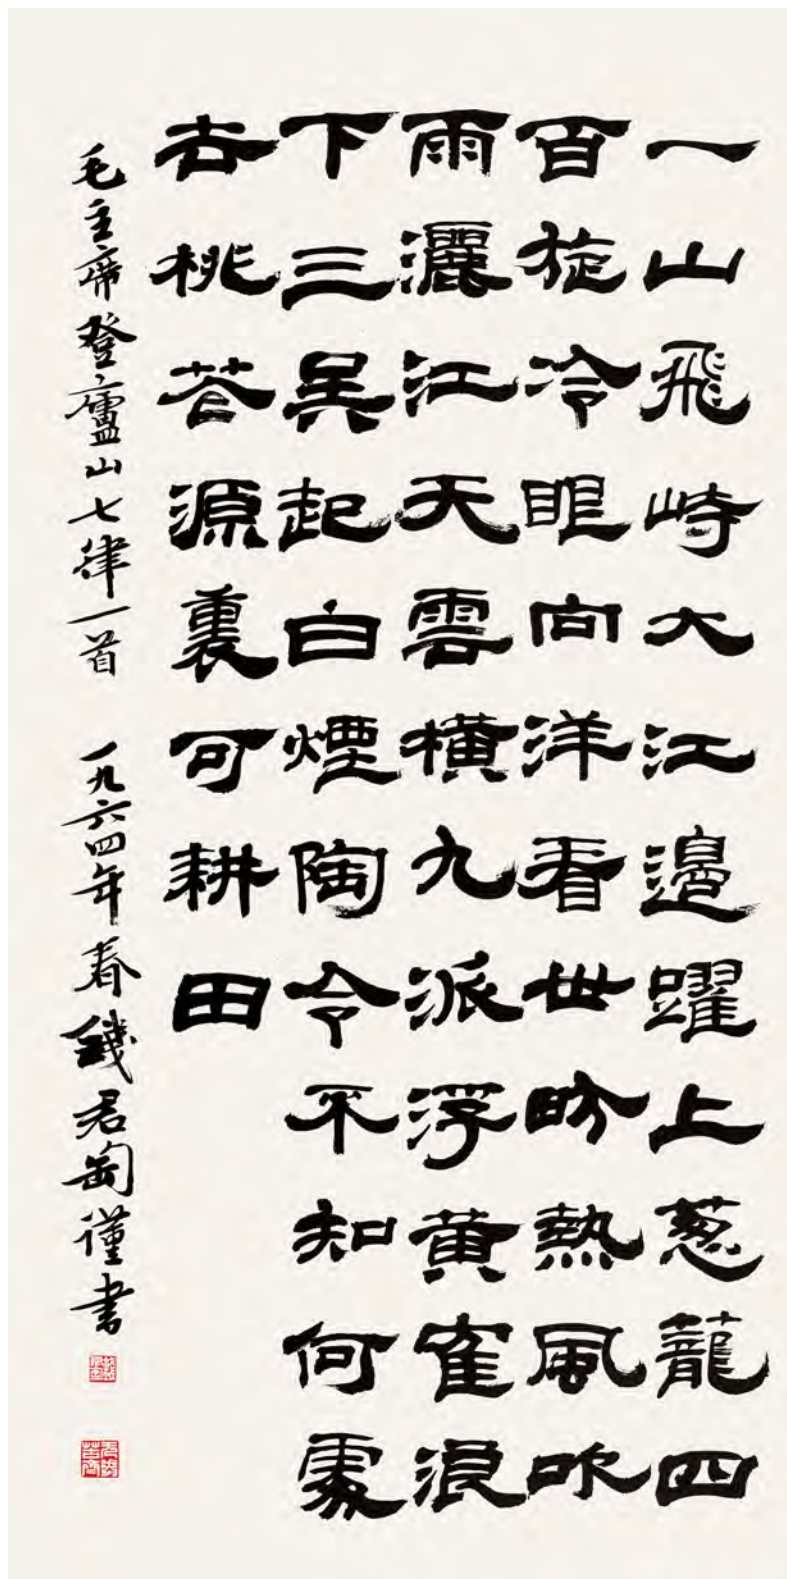 一山飛峙大江邊躍上葱蘢四
百旋冷眼向洋看世畍熱風吹
雨灑江天雲橫九派浮黃隺浪
下三吳起白煙陶令不知何處
去桃花源裏可耕田
毛主席登廬山七律一首 一九六四年春錢君匋謹書